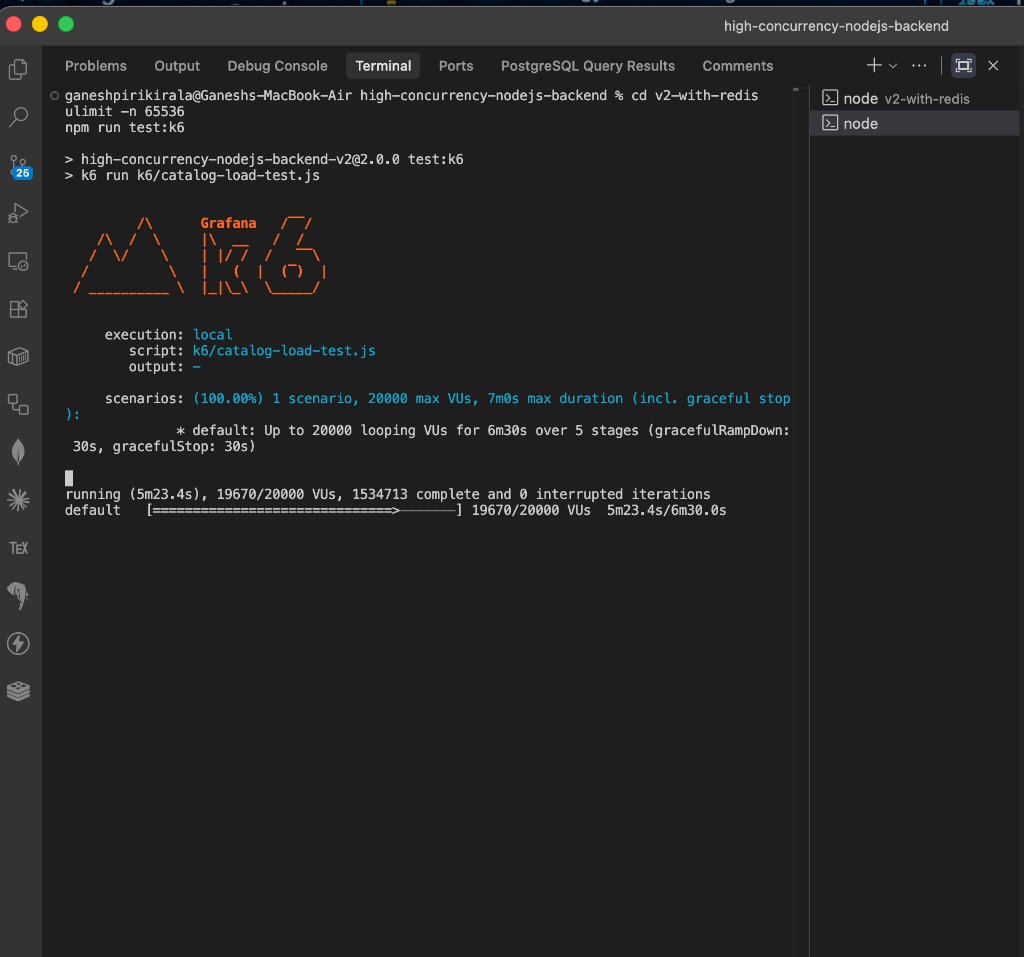 high-concurrency-nodejs-backend
Problems Output Debug Console Terminal Ports PostgreSQL Query Results Comments
ganeshpirikirala@Ganeshs-MacBook-Air high-concurrency-nodejs-backend % cd v2-with-redis
ulimit -n 65536
npm run test:k6
> high-concurrency-nodejs-backend-v2@2.0.0 test:k6
> k6 run k6/catalog-load-test.js
Grafana
execution: local
script: k6/catalog-load-test.js
output: -
scenarios: (100.00%) 1 scenario, 20000 max VUs, 7m0s max duration (incl. graceful stop
):
* default: Up to 20000 looping VUs for 6m30s over 5 stages (gracefulRampDown:
30s, gracefulStop: 30s)
running (5m23.4s), 19670/20000 VUs, 1534713 complete and 0 interrupted iterations
default [==============================>-------] 19670/20000 VUs 5m23.4s/6m30.0s
node v2-with-redis
node
25
TEX